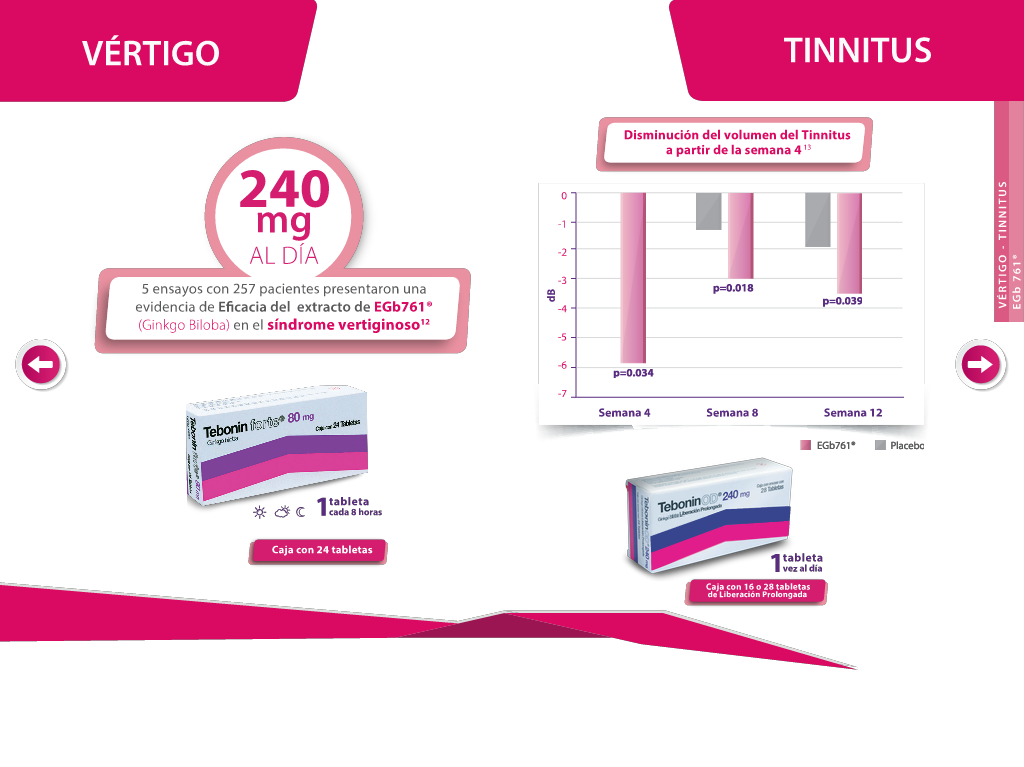 VÉRTIGO
240
mg
AL DÍA
5 ensayos con 257 pacientes presentaron una
evidencia de Eficacia del extracto de EGb761®
(Ginkgo Biloba) en el síndrome vertiginoso12
Tebonin forte® 80 mg
Ginkgo biloba
Caja con 24 Tabletas
1 tableta
cada 8 horas
Caja con 24 tabletas
TINNITUS
Disminución del volumen del Tinnitus
a partir de la semana 4 13
0
-1
-2
-3
-4
-5
-6
-7
dB
p=0.034
p=0.018
p=0.039
Semana 4 Semana 8 Semana 12
EGb761® Placebo
Tebonin OD® 240 mg
Ginkgo biloba Liberación Prolongada
28 Tabletas
1 tableta
vez al día
Caja con 16 o 28 tabletas
de Liberación Prolongada
VÉRTIGO - TINNITUS
EGb 761®